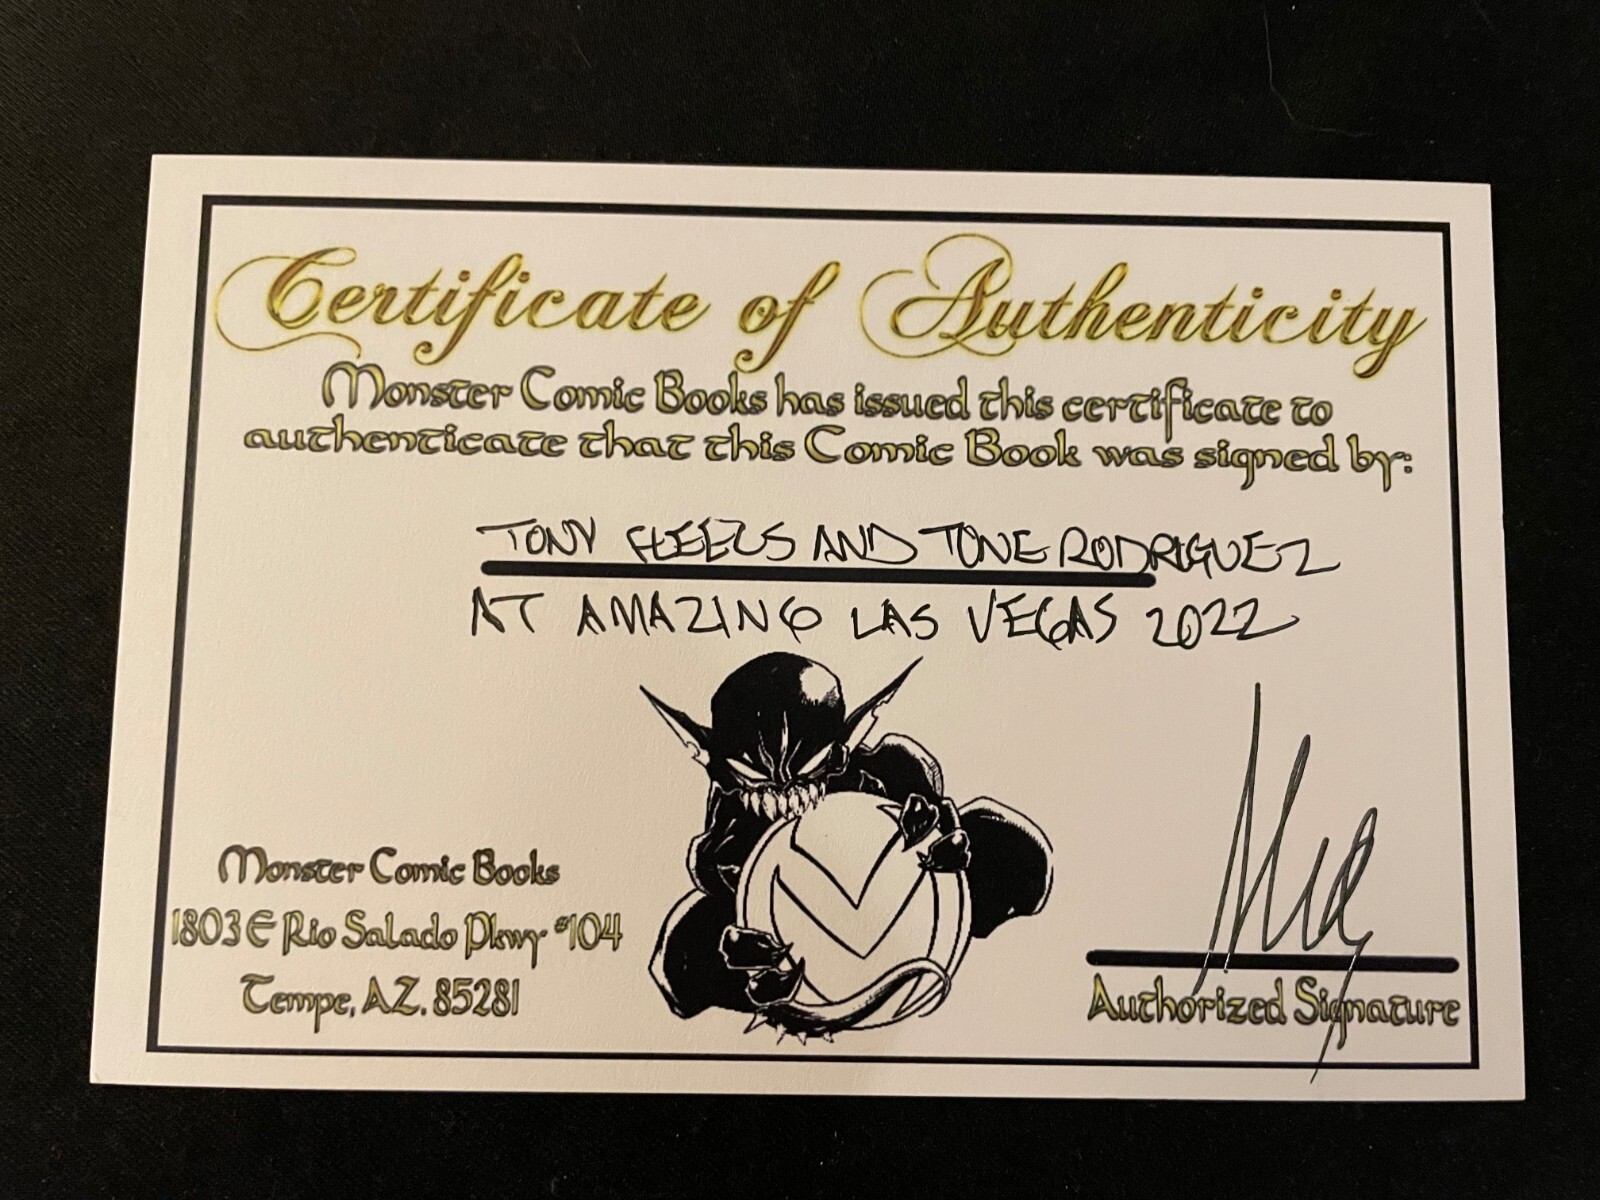 Certificate of Authenticity
Monster Comic Books has issued this certificate to
authenticate that this Comic Book was signed by:
TONY FLEECS AND TONE RODRIGUEZ
AT AMAZING LAS VEGAS 2022
Monster Comic Books
1803 E Rio Salado Pkwy #104
Tempe, AZ. 85281
Authorized Signature